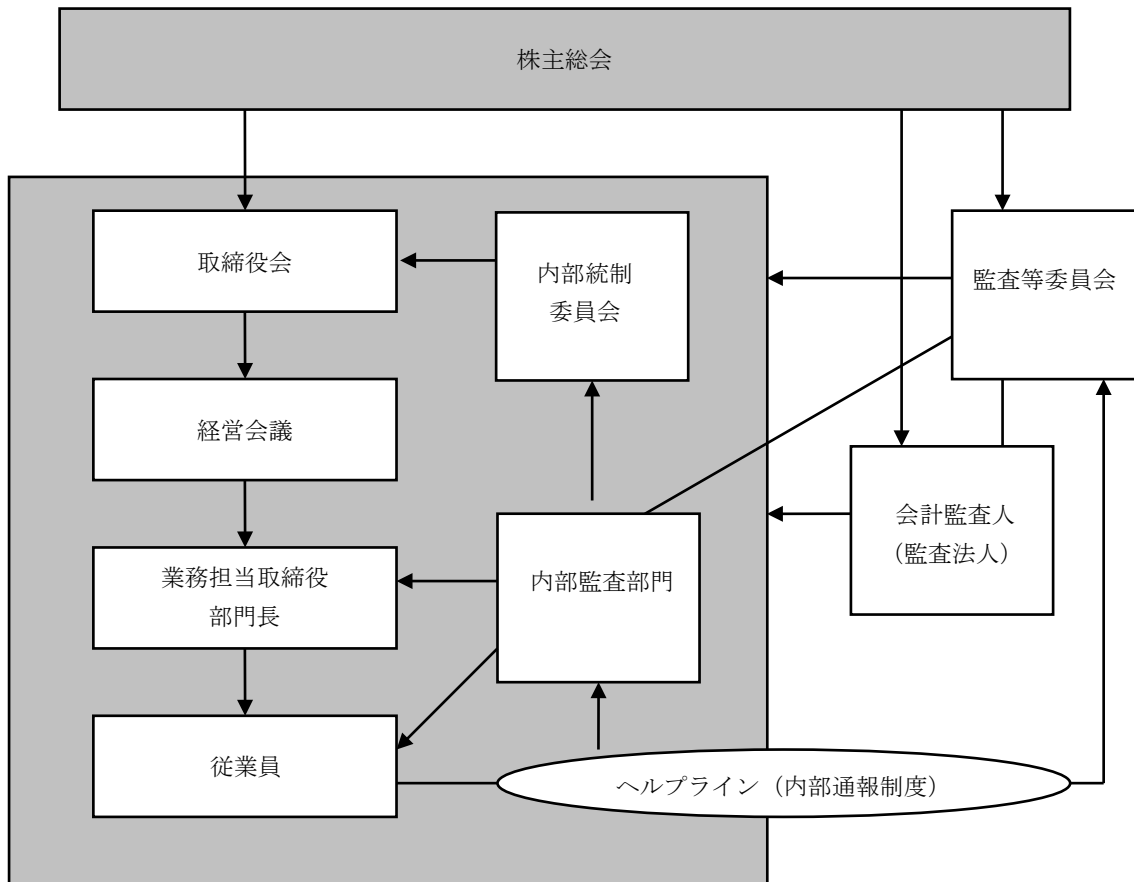 株主総会
取締役会
内部統制
委員会
監査等委員会
経営会議
会計監査人
(監査法人)
業務担当取締役
部門長
内部監査部門
従業員
ヘルプライン(内部通報制度)